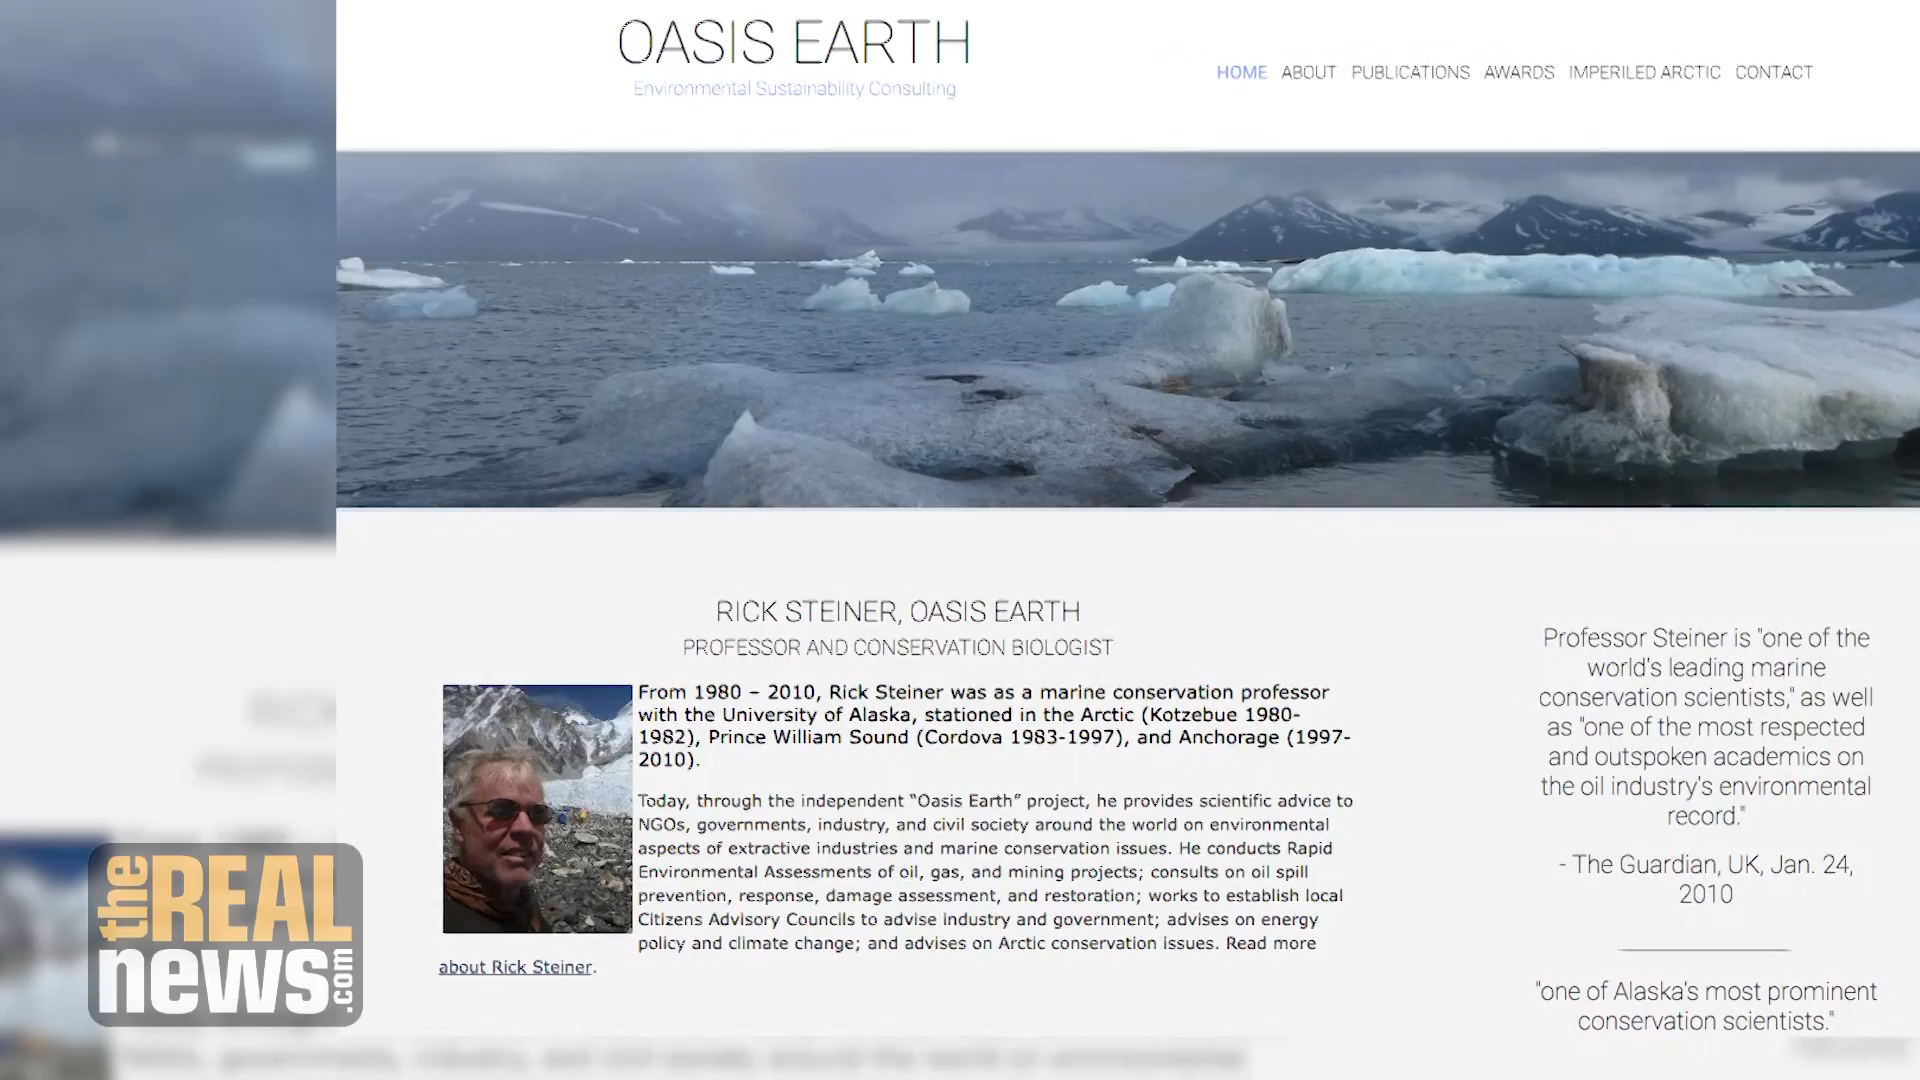 OASIS EARTH
Environmental Sustainability Consulting
HOME ABOUT PUBLICATIONS AWARDS IMPERILED ARCTIC CONTACT
RICK STEINER, OASIS EARTH
PROFESSOR AND CONSERVATION BIOLOGIST
From 1980 – 2010, Rick Steiner was as a marine conservation professor
with the University of Alaska, stationed in the Arctic (Kotzebue 1980-
1982), Prince William Sound (Cordova 1983-1997), and Anchorage (1997-
2010).
Today, through the independent “Oasis Earth” project, he provides scientific advice to
NGOs, governments, industry, and civil society around the world on environmental
aspects of extractive industries and marine conservation issues. He conducts Rapid
Environmental Assessments of oil, gas, and mining projects; consults on oil spill
prevention, response, damage assessment, and restoration; works to establish local
Citizens Advisory Councils to advise industry and government; advises on energy
policy and climate change; and advises on Arctic conservation issues. Read more
about Rick Steiner.
Professor Steiner is "one of the
world's leading marine
conservation scientists," as well
as "one of the most respected
and outspoken academics on
the oil industry's environmental
record."
- The Guardian, UK, Jan. 24,
2010
"one of Alaska's most prominent
conservation scientists."
the REAL
news.com